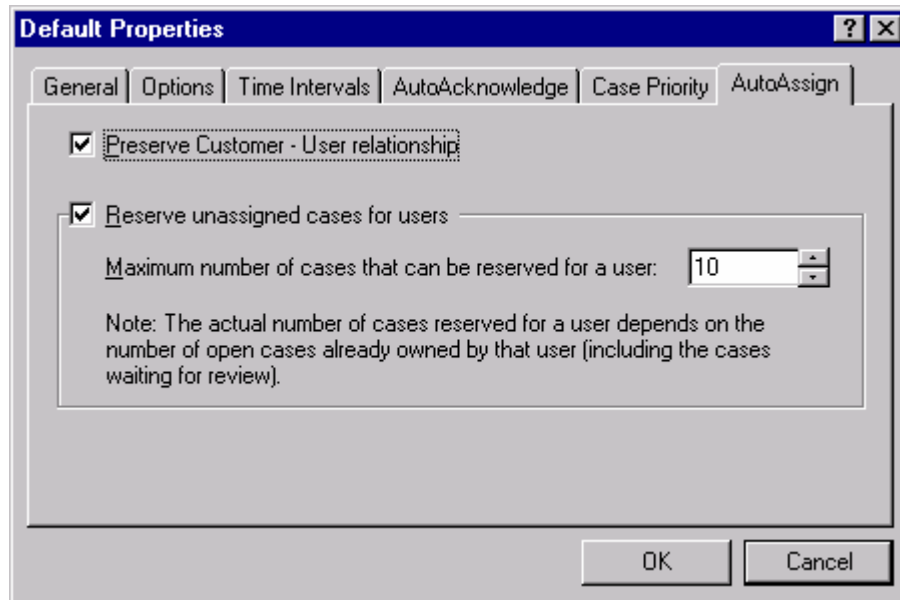 Default Properties
General Options Time Intervals AutoAcknowledge Case Priority AutoAssign
Preserve Customer - User relationship
Reserve unassigned cases for users
Maximum number of cases that can be reserved for a user: 10
Note: The actual number of cases reserved for a user depends on the
number of open cases already owned by that user (including the cases
waiting for review).
OK Cancel